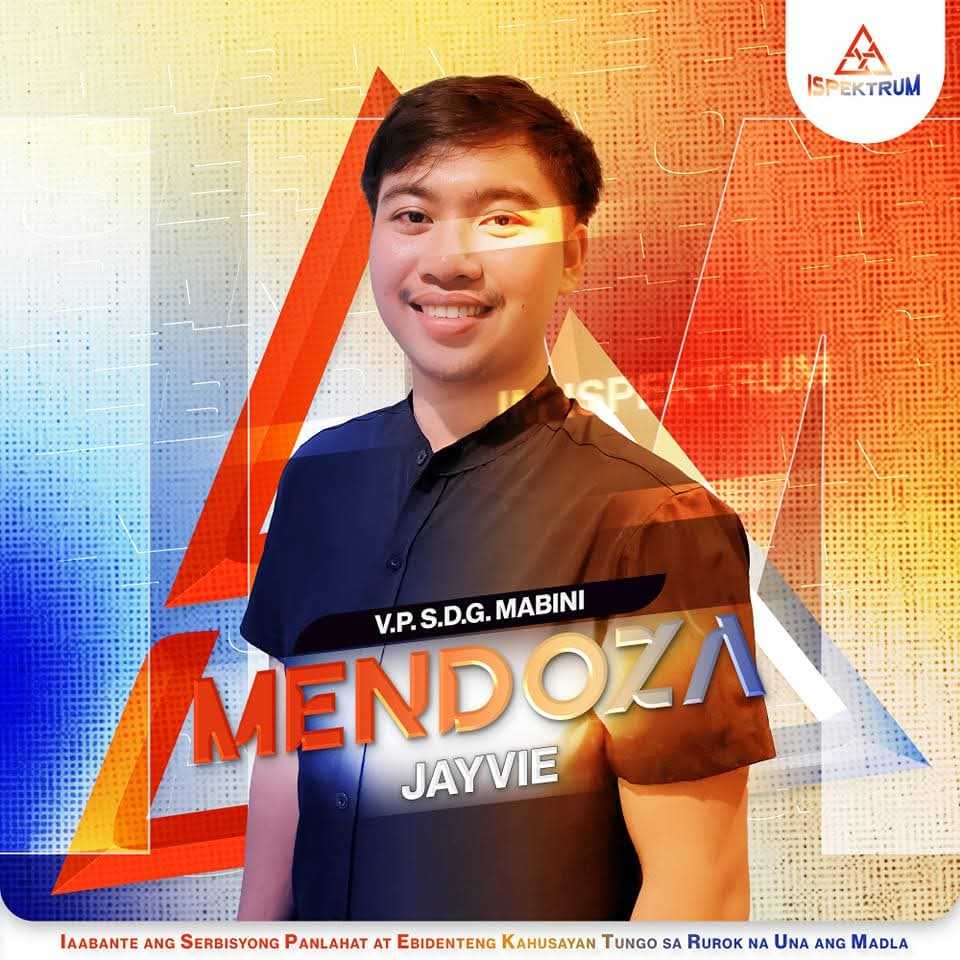 ISPEKTRUM
V.P. S.D.G. MABINI
MENDOZA
JAYVIE
IAABANTE ANG SERBISYONG PANLAHAT AT EBIDENTENG KAHUSAYAN TUNGO SA RUROK NA UNA ANG MADLA